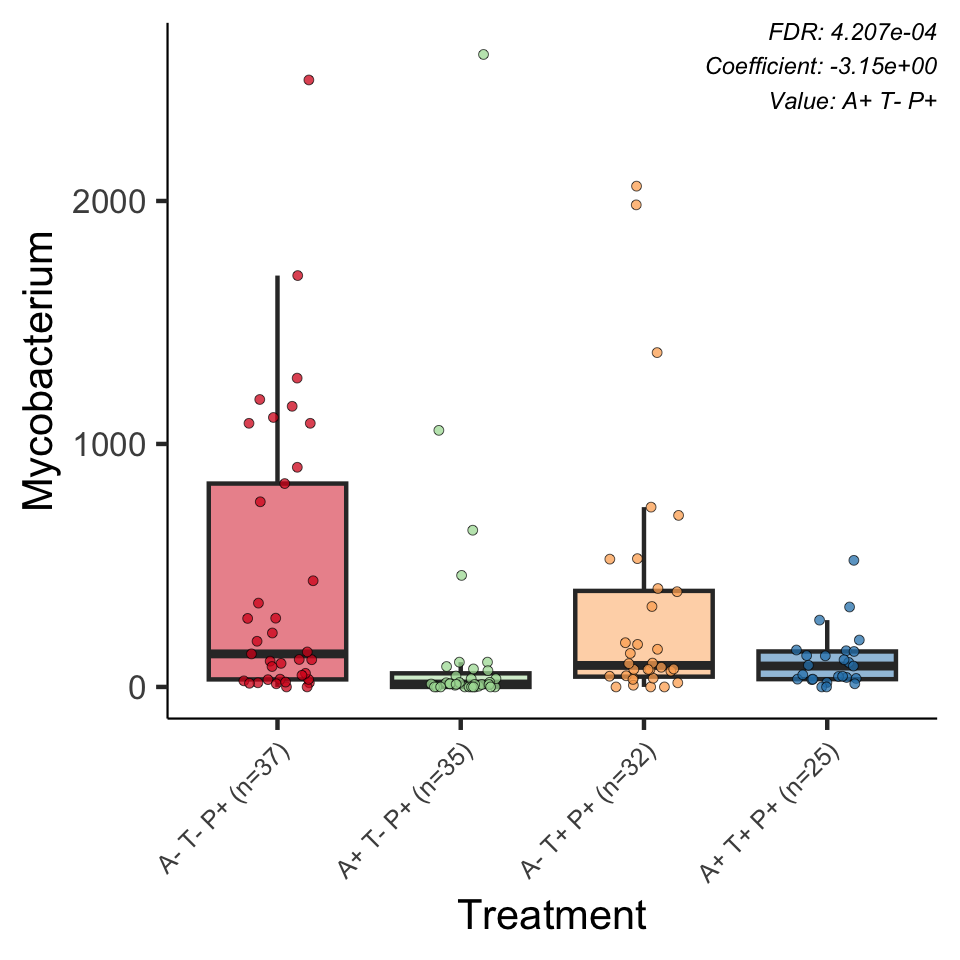 FDR: 4.207e-04
Coefficient: -3.15e+00
Value: A+ T- P+
Mycobacterium
2000
1000
0
A- T- P+ (n=37)
A+ T- P+ (n=35)
A- T+ P+ (n=32)
A+ T+ P+ (n=25)
Treatment